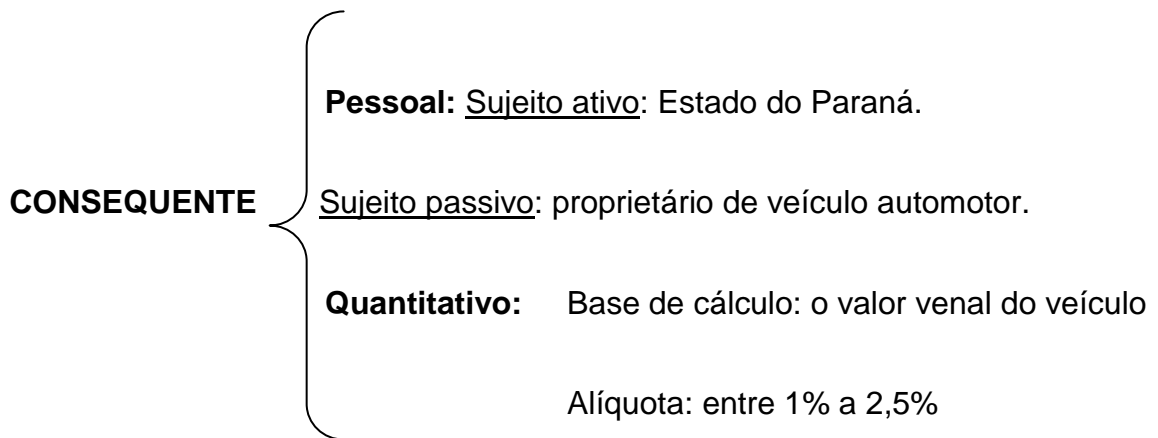 Pessoal: Sujeito ativo: Estado do Paraná.
CONSEQUENTE Sujeito passivo: proprietário de veículo automotor.
Quantitativo: Base de cálculo: o valor venal do veículo
Alíquota: entre 1% a 2,5%